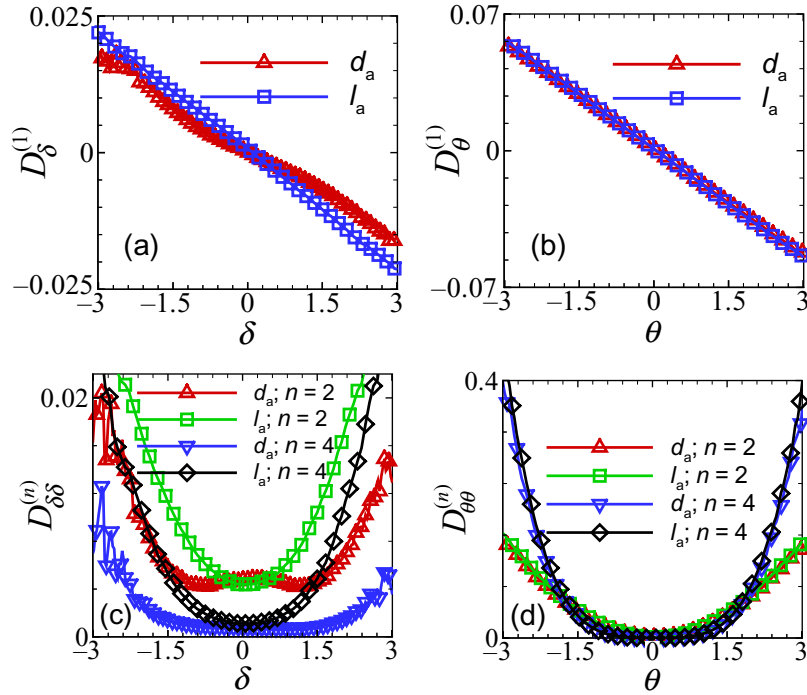 0.025
d_a
l_a
D_δ^(1)
0
(a)
−0.025
−3 −1.5 0 1.5 3
δ
0.07
d_a
l_a
D_θ^(1)
0
(b)
−0.07
−3 −1.5 0 1.5 3
θ
0.02
d_a; n = 2
l_a; n = 2
d_a; n = 4
l_a; n = 4
D_δδ^(n)
(c)
0
−3 −1.5 0 1.5 3
δ
0.4
d_a; n = 2
l_a; n = 2
d_a; n = 4
l_a; n = 4
D_θθ^(n)
(d)
0
−3 −1.5 0 1.5 3
θ